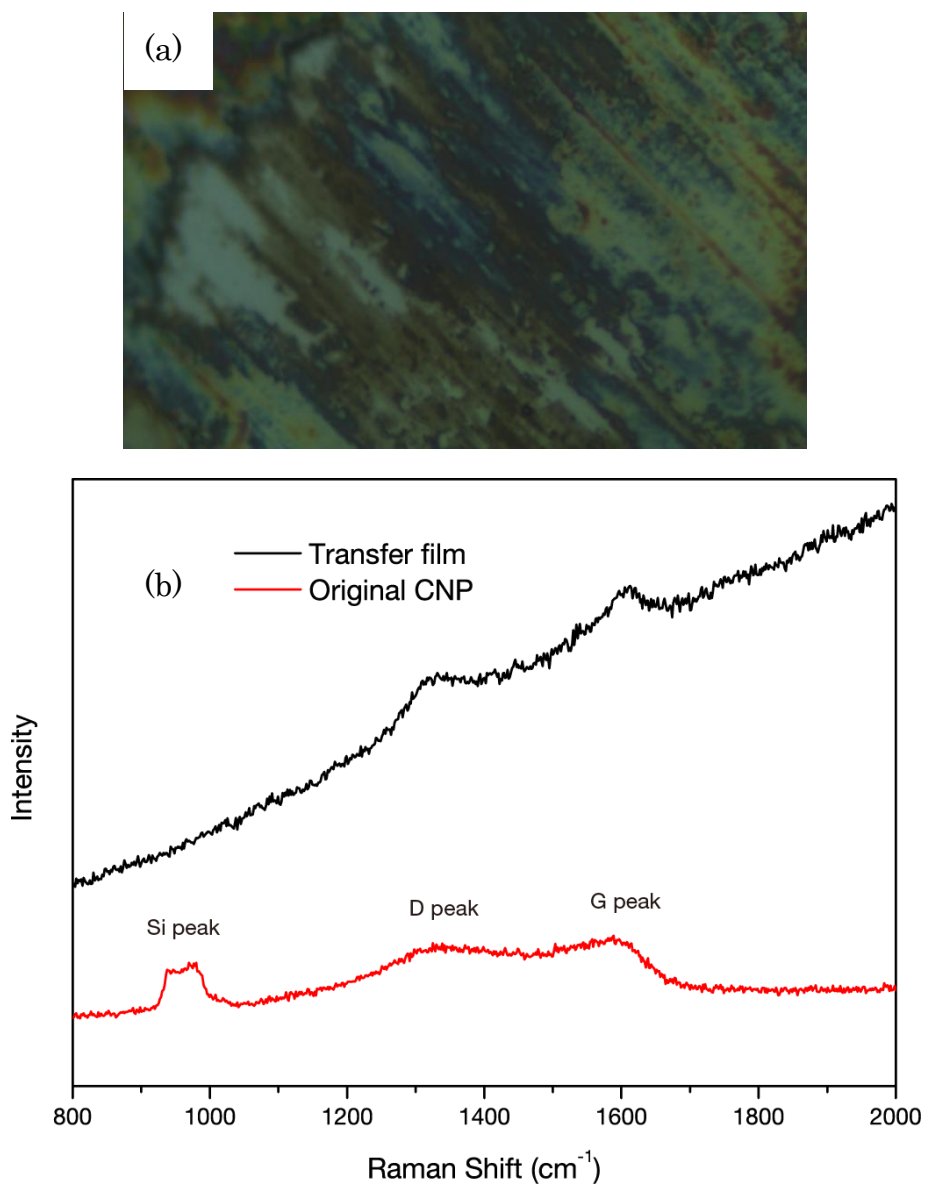 (a)
Transfer film
(b)
Original CNP
Si peak
D peak
G peak
Intensity
800 1000 1200 1400 1600 1800 2000
Raman Shift (cm⁻¹)